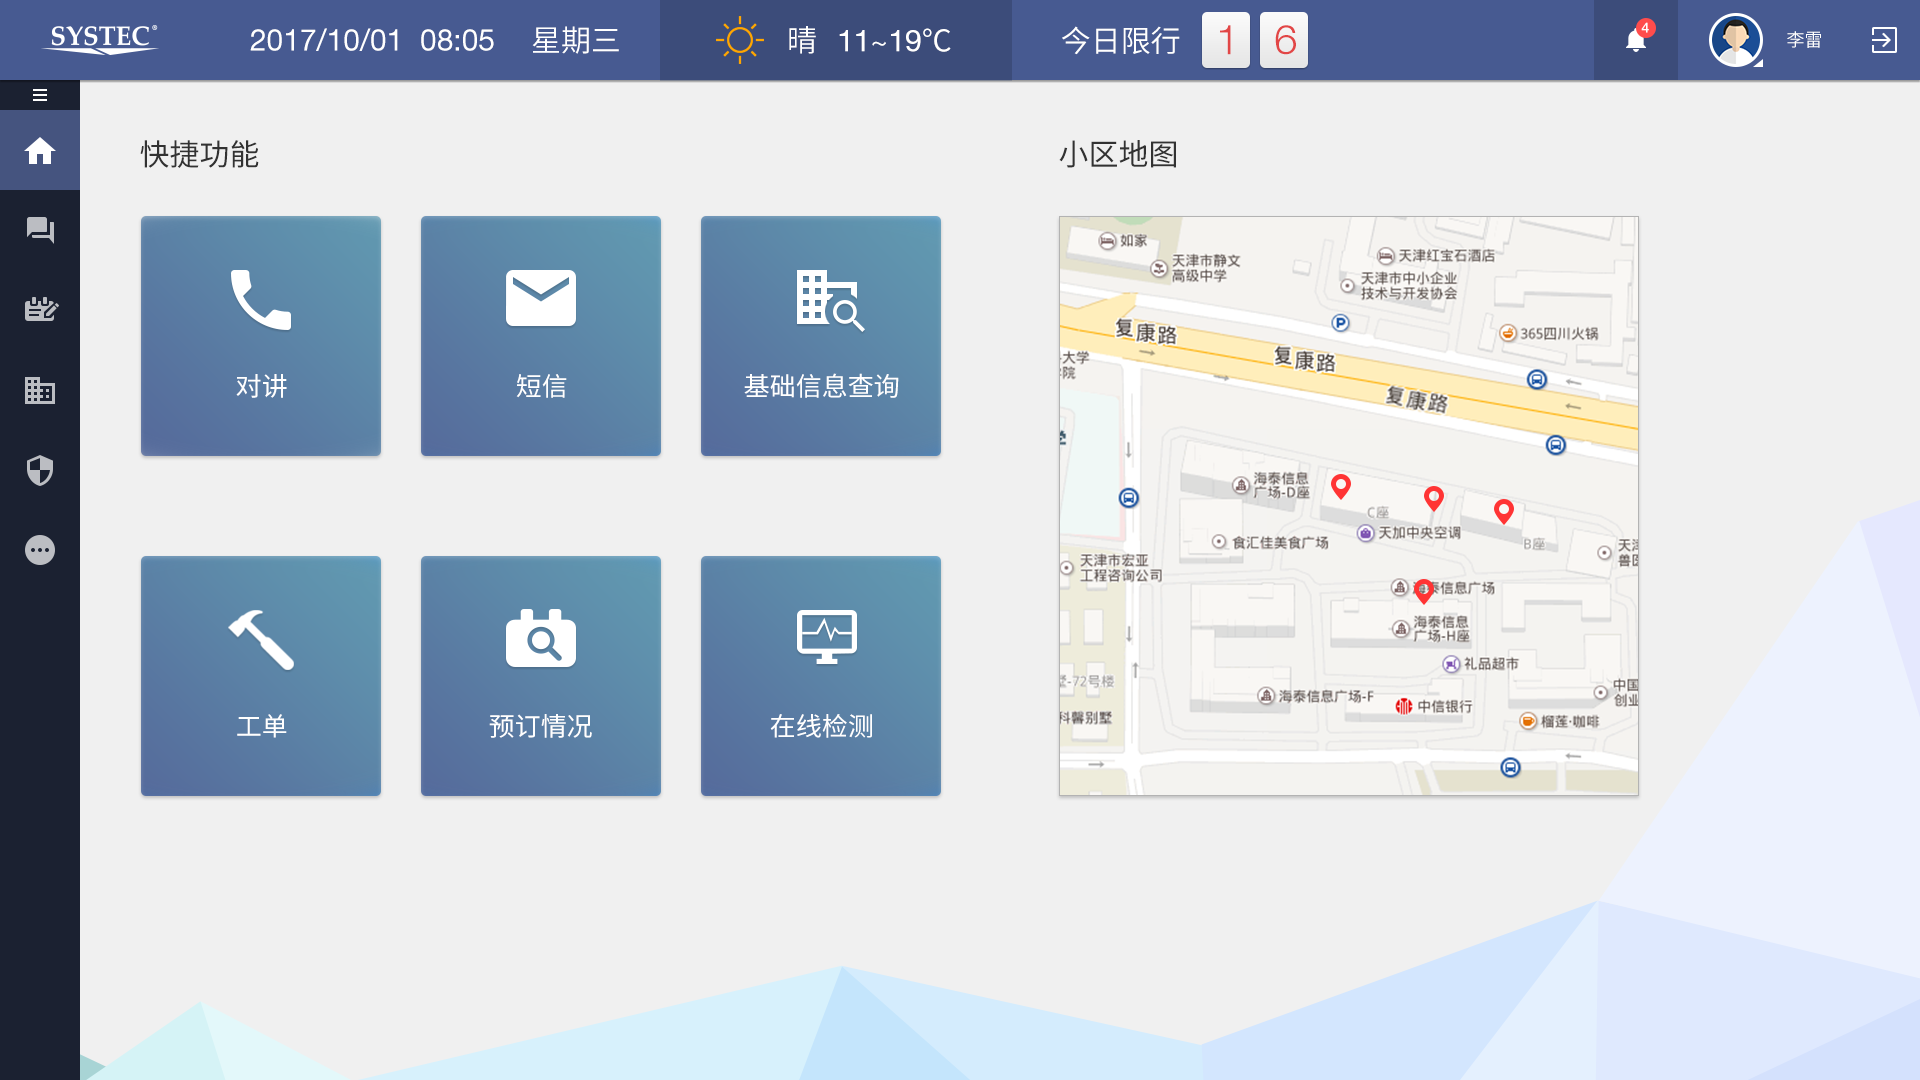 SYSTEC®
2017/10/01 08:05 星期三
晴 11~19°C
今日限行 1 6
4
李雷
快捷功能
对讲
短信
基础信息查询
工单
预订情况
在线检测
小区地图
如家
天津市静文
高级中学
天津红宝石酒店
天津市中小企业
技术与开发协会
P
365四川火锅
复康路
复康路
复康路
大学
院
海泰信息
广场-D座
C座
天加中央空调
B座
食汇佳美食广场
天津市宏亚
工程咨询公司
海泰信息广场
海泰信息
广场-H座
礼品超市
-72号楼
海泰信息广场-F
中信银行
中国
创业
科馨别墅
榴莲·咖啡